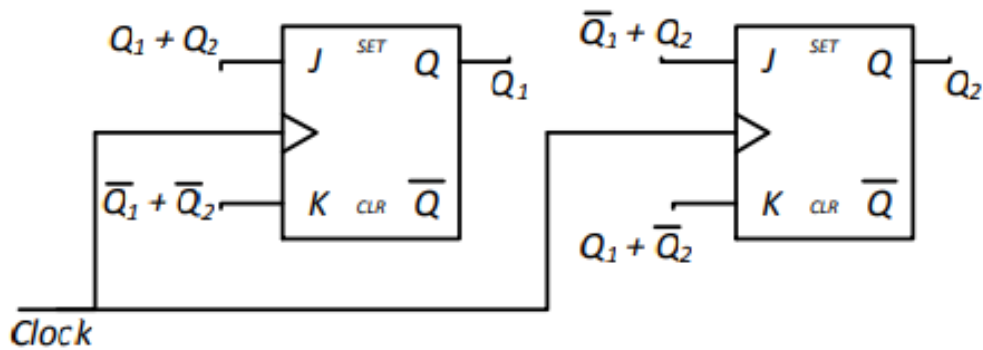 Q₁ + Q₂
J SET Q
Q₁
Q̅₁ + Q̅₂
K CLR Q̅
Q̅₁ + Q₂
J SET Q
Q₂
Q₁ + Q̅₂
K CLR Q̅
Clock